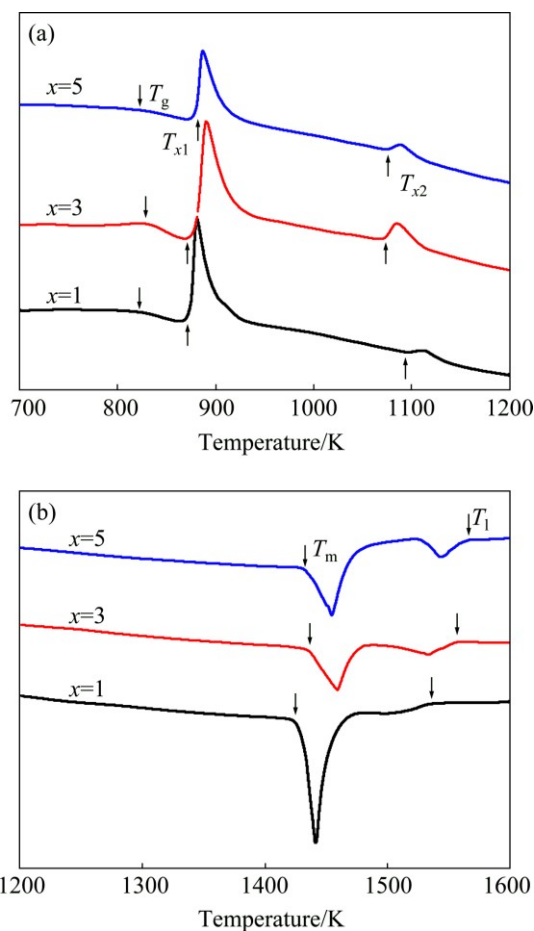 (a)
x=5
Tg
Tx1
Tx2
x=3
x=1
700 800 900 1000 1100 1200
Temperature/K
(b)
Tl
x=5
Tm
x=3
x=1
1200 1300 1400 1500 1600
Temperature/K